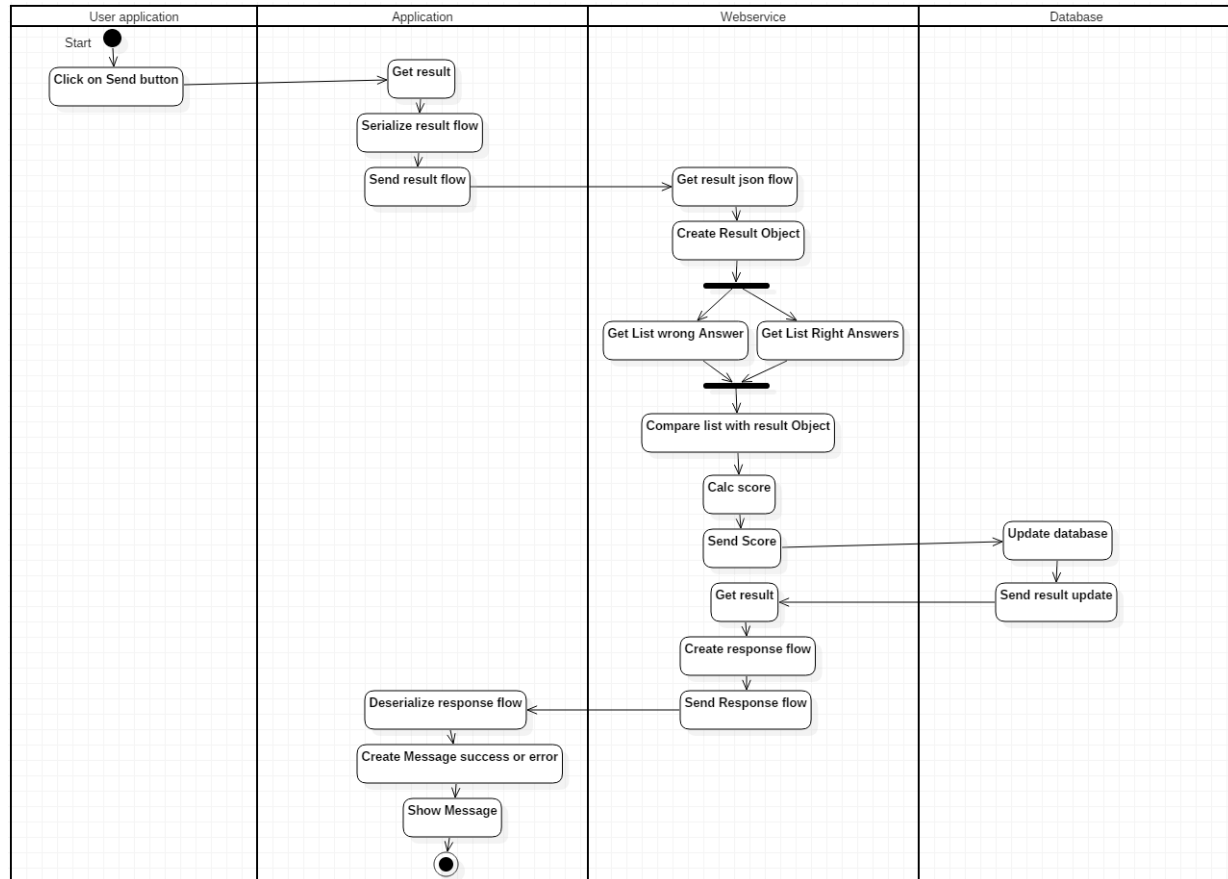 User application
Application
Webservice
Database
Start
Click on Send button
Get result
Serialize result flow
Send result flow
Get result json flow
Create Result Object
Get List wrong Answer
Get List Right Answers
Compare list with result Object
Calc score
Send Score
Update database
Send result update
Get result
Create response flow
Send Response flow
Deserialize response flow
Create Message success or error
Show Message